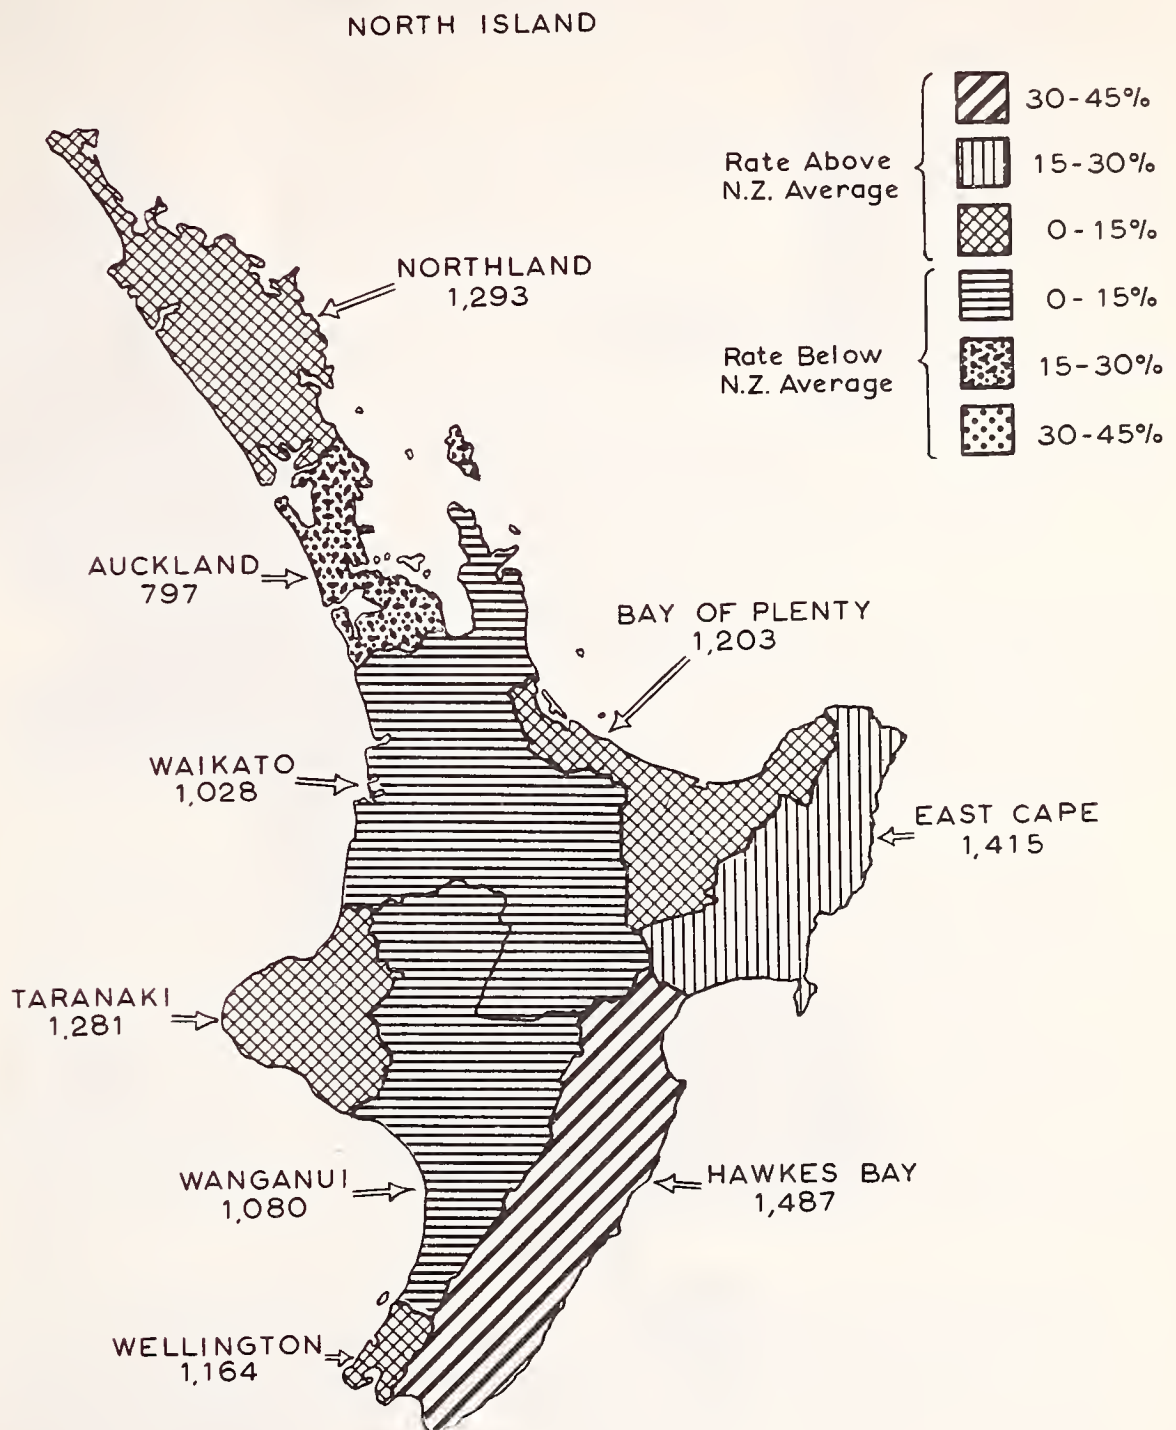 NORTH ISLAND
30-45%
Rate Above
N.Z. Average
15-30%
0-15%
0-15%
Rate Below
N.Z. Average
15-30%
30-45%
NORTHLAND
1,293
AUCKLAND
797
BAY OF PLENTY
1,203
WAIKATO
1,028
EAST CAPE
1,415
TARANAKI
1,281
WANGANUI
1,080
HAWKES BAY
1,487
WELLINGTON
1,164